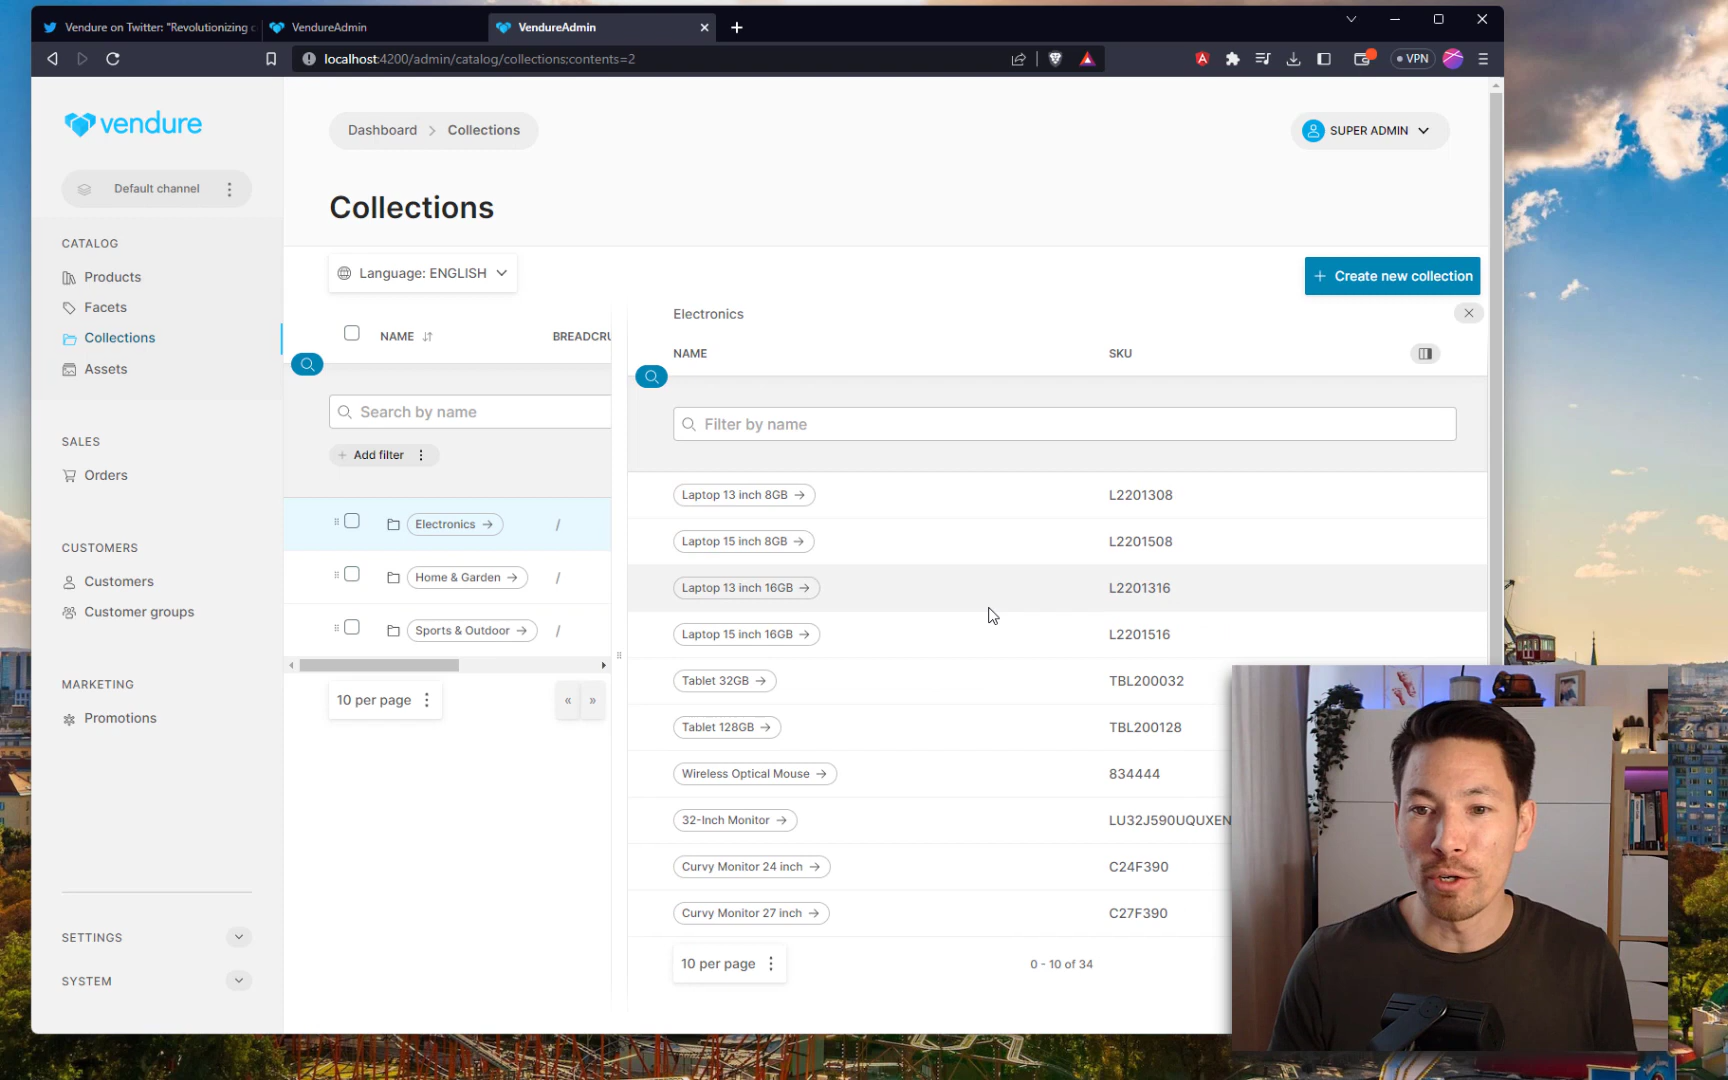 Vendure on Twitter: "Revolutionizing
VendureAdmin
VendureAdmin
localhost:4200/admin/catalog/collections;contents=2
VPN
vendure
Dashboard
Collections
SUPER ADMIN
Default channel
Collections
CATALOG
Products
Facets
Collections
Assets
Language: ENGLISH
Create new collection
NAME
BREADCRU
Electronics
NAME
SKU
Search by name
Filter by name
Add filter
Electronics
/
Home & Garden
/
Sports & Outdoor
/
10 per page
«
»
Laptop 13 inch 8GB
L2201308
Laptop 15 inch 8GB
L2201508
Laptop 13 inch 16GB
L2201316
Laptop 15 inch 16GB
L2201516
Tablet 32GB
TBL200032
Tablet 128GB
TBL200128
Wireless Optical Mouse
834444
32-Inch Monitor
LU32J590UQUXEN
Curvy Monitor 24 inch
C24F390
Curvy Monitor 27 inch
C27F390
10 per page
0 - 10 of 34
SALES
Orders
CUSTOMERS
Customers
Customer groups
MARKETING
Promotions
SETTINGS
SYSTEM